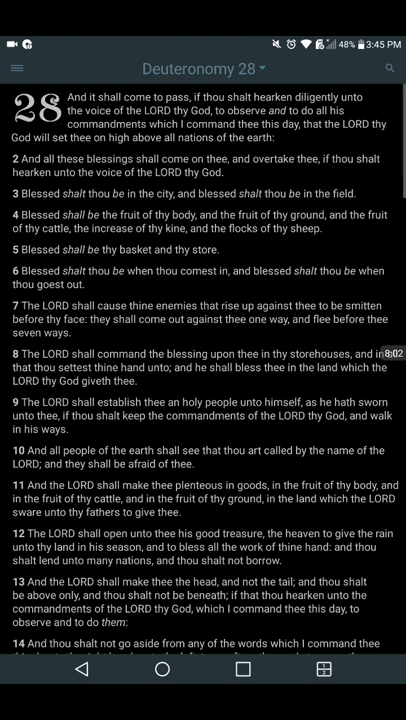 48% 3:45 PM
Deuteronomy 28
28 And it shall come to pass, if thou shalt hearken diligently unto
the voice of the LORD thy God, to observe and to do all his
commandments which I command thee this day, that the LORD thy
God will set thee on high above all nations of the earth:
2 And all these blessings shall come on thee, and overtake thee, if thou shalt
hearken unto the voice of the LORD thy God.
3 Blessed shalt thou be in the city, and blessed shalt thou be in the field.
4 Blessed shall be the fruit of thy body, and the fruit of thy ground, and the fruit
of thy cattle, the increase of thy kine, and the flocks of thy sheep.
5 Blessed shall be thy basket and thy store.
6 Blessed shalt thou be when thou comest in, and blessed shalt thou be when
thou goest out.
7 The LORD shall cause thine enemies that rise up against thee to be smitten
before thy face: they shall come out against thee one way, and flee before thee
seven ways.
8 The LORD shall command the blessing upon thee in thy storehouses, and in
8:02
that thou settest thine hand unto; and he shall bless thee in the land which the
LORD thy God giveth thee.
9 The LORD shall establish thee an holy people unto himself, as he hath sworn
unto thee, if thou shalt keep the commandments of the LORD thy God, and walk
in his ways.
10 And all people of the earth shall see that thou art called by the name of the
LORD; and they shall be afraid of thee.
11 And the LORD shall make thee plenteous in goods, in the fruit of thy body, and
in the fruit of thy cattle, and in the fruit of thy ground, in the land which the LORD
sware unto thy fathers to give thee.
12 The LORD shall open unto thee his good treasure, the heaven to give the rain
unto thy land in his season, and to bless all the work of thine hand: and thou
shalt lend unto many nations, and thou shalt not borrow.
13 And the LORD shall make thee the head, and not the tail; and thou shalt
be above only, and thou shalt not be beneath; if that thou hearken unto the
commandments of the LORD thy God, which I command thee this day, to
observe and to do them:
14 And thou shalt not go aside from any of the words which I command thee